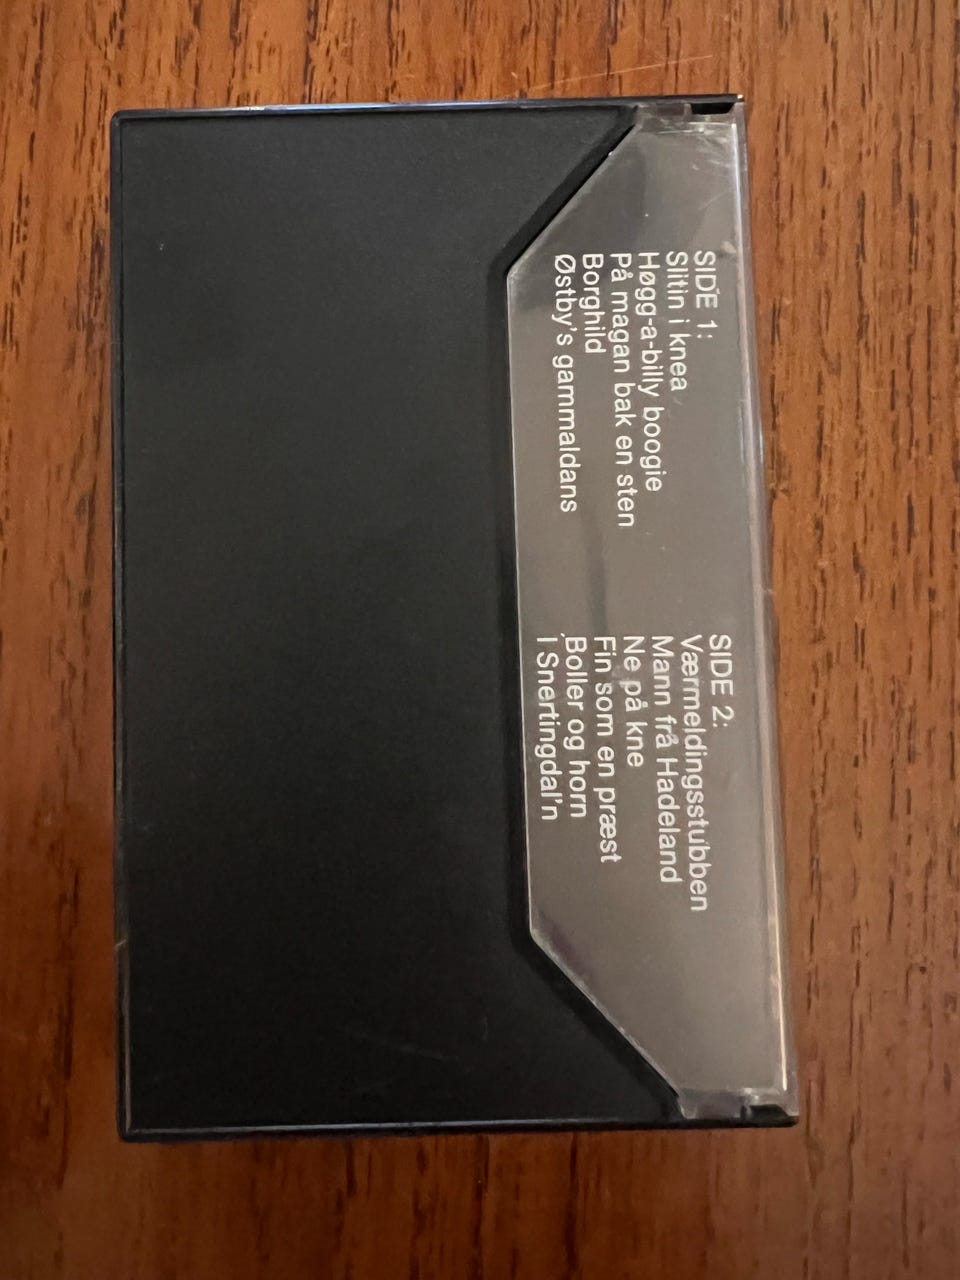 SIDE 1:
Slitin i knea
Høgg-a-billy boogie
På magan bak en sten
Borghild
Østby's gammaldans
SIDE 2:
Værmeldingsstubben
Mann frå Hadeland
Ne på kne
Fin som en præst
Boller og horn
I Snertingdal'n